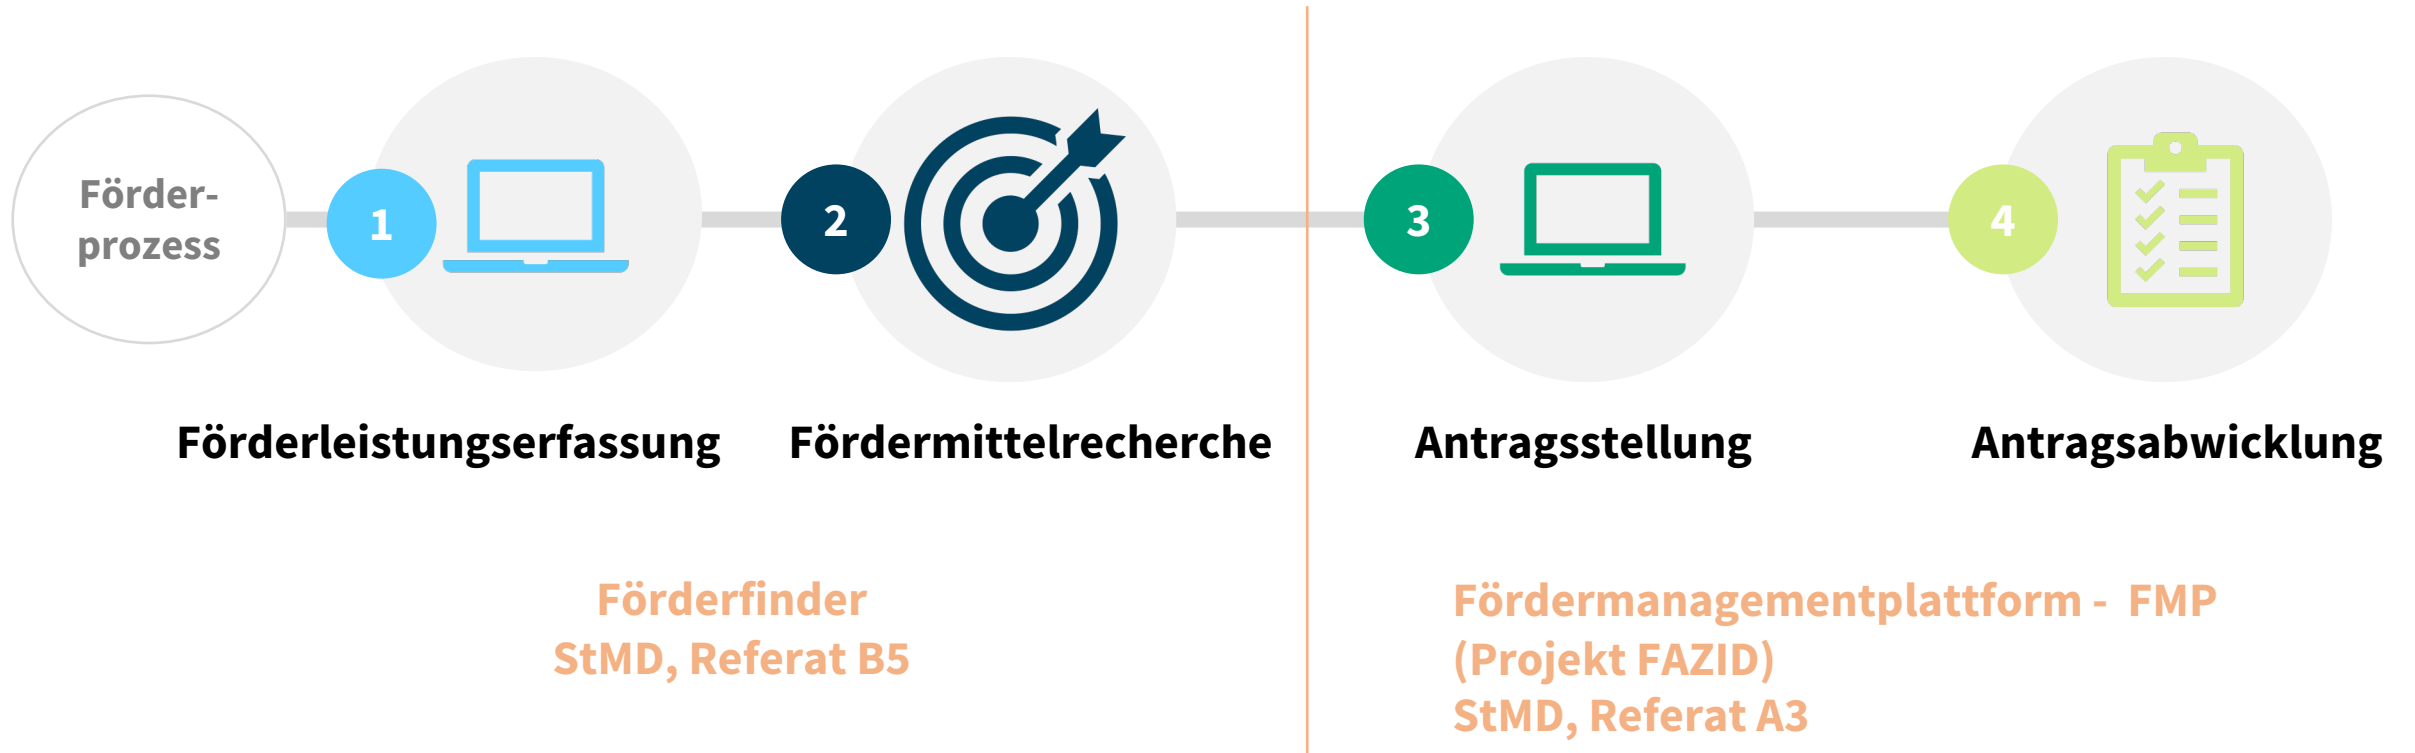 Förder-
prozess
1
2
3
4
Förderleistungserfassung
Fördermittelrecherche
Antragsstellung
Antragsabwicklung
Förderfinder
StMD, Referat B5
Fördermanagementplattform - FMP
(Projekt FAZID)
StMD, Referat A3